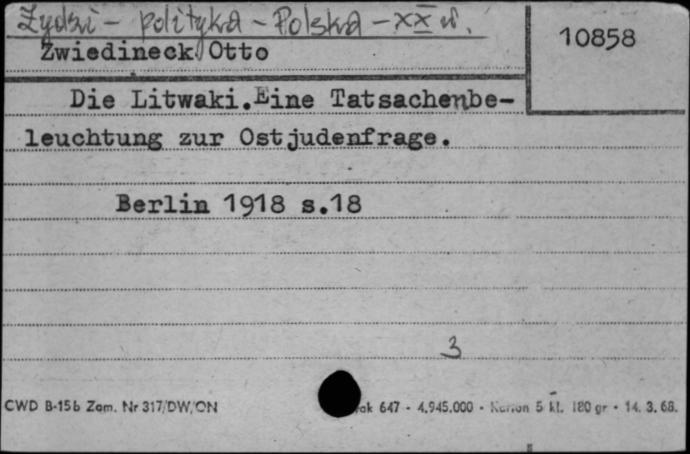 Żydzi - polityka - Polska - XX w.
10858
Zwiedineck Otto
Die Litwaki.Eine Tatsachenbe-
leuchtung zur Ostjudenfrage.
Berlin 1918 s.18
3
CWD B-15b Zam. Nr 317/DW/ON
647 - 4.945.000 - Karton 5 kl. 180 gr - 14. 3. 68.